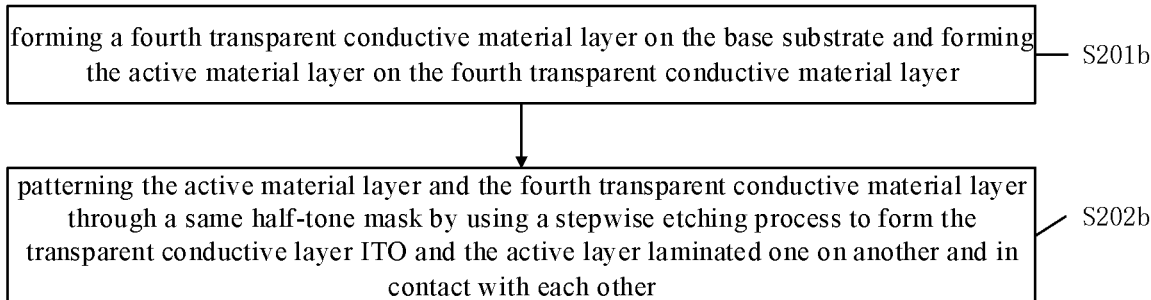 forming a fourth transparent conductive material layer on the base substrate and forming
the active material layer on the fourth transparent conductive material layer
S201b
patterning the active material layer and the fourth transparent conductive material layer
through a same half-tone mask by using a stepwise etching process to form the
transparent conductive layer ITO and the active layer laminated one on another and in
contact with each other
S202b